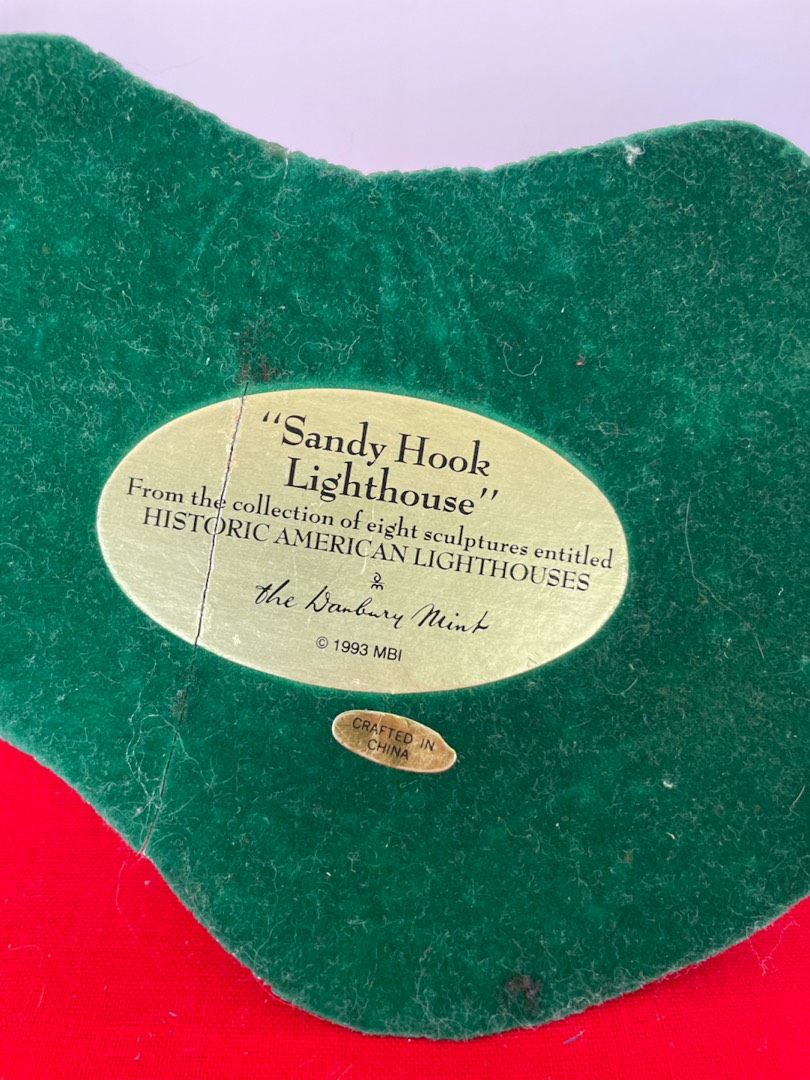 “Sandy Hook
Lighthouse”
From the collection of eight sculptures entitled
HISTORIC AMERICAN LIGHTHOUSES
the Danbury Mint
© 1993 MBI
CRAFTED IN
CHINA